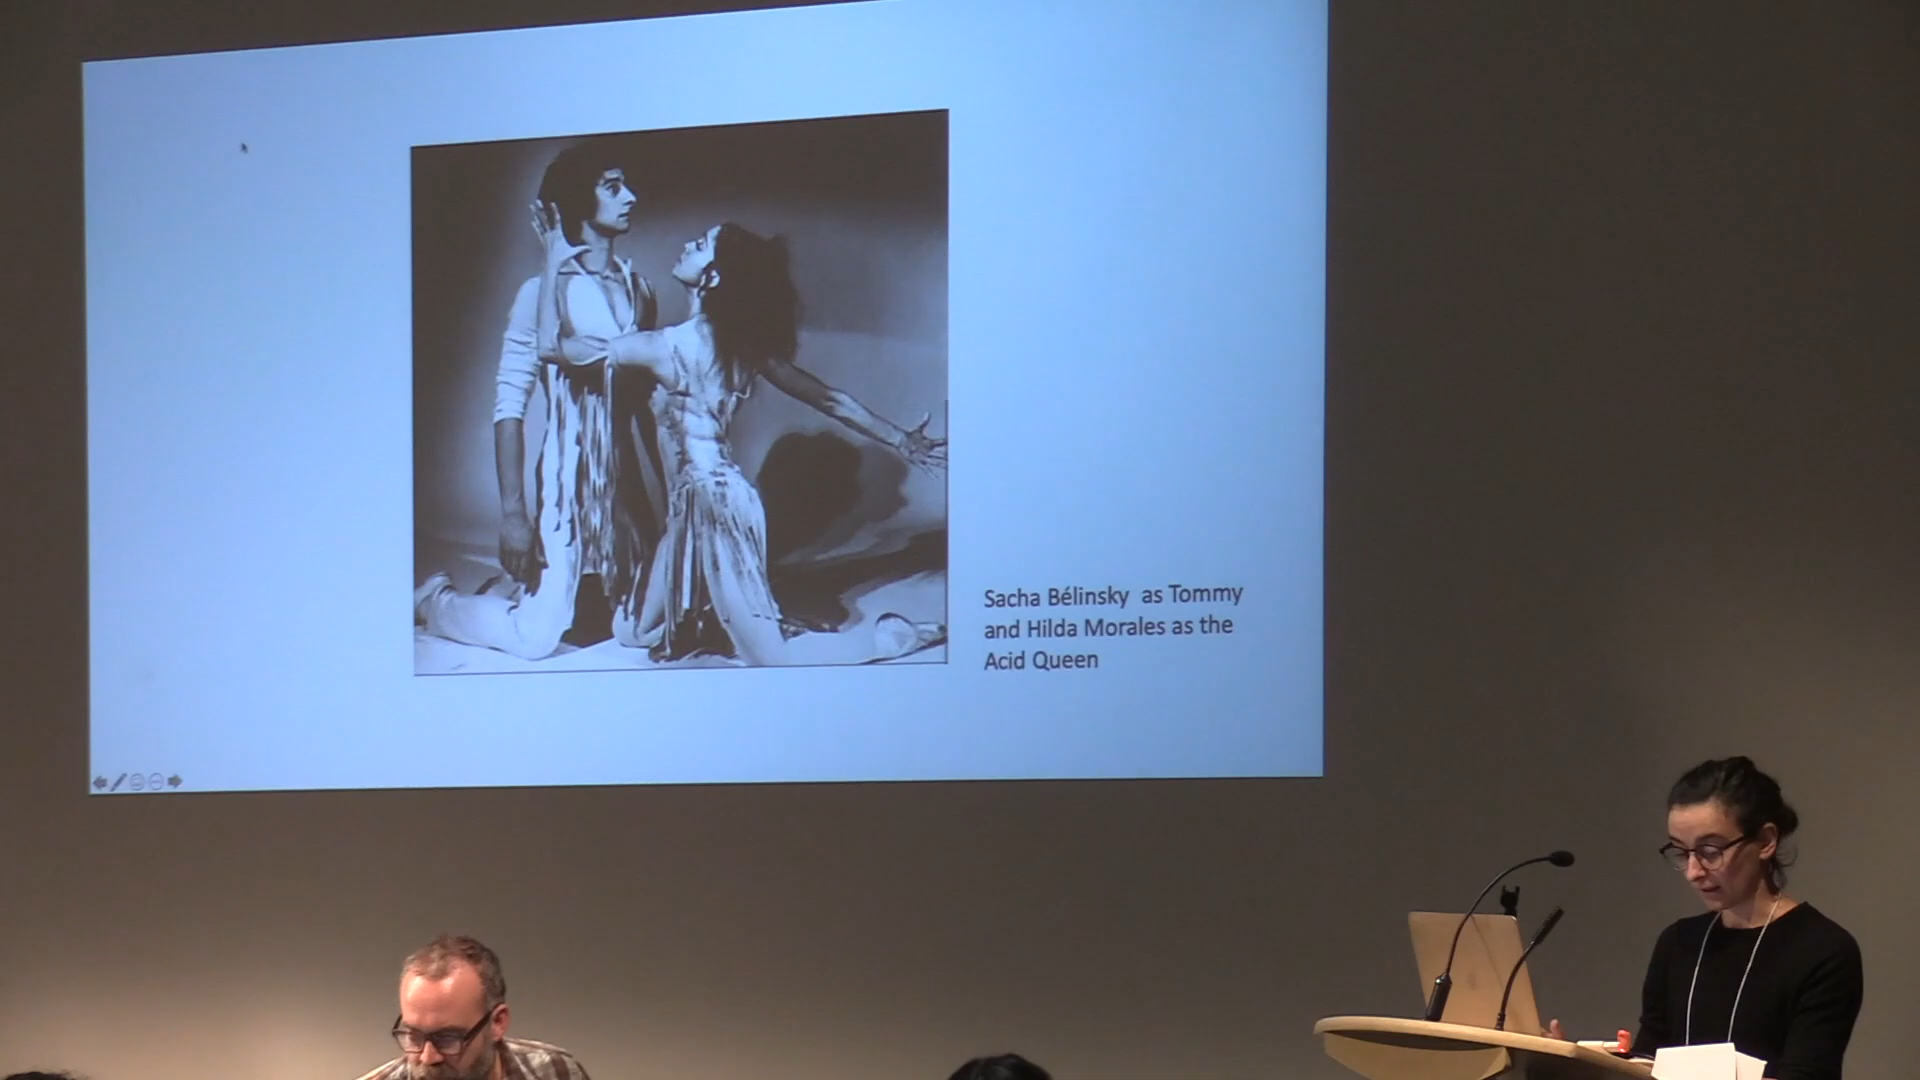 Sacha Bélinsky as Tommy
and Hilda Morales as the
Acid Queen